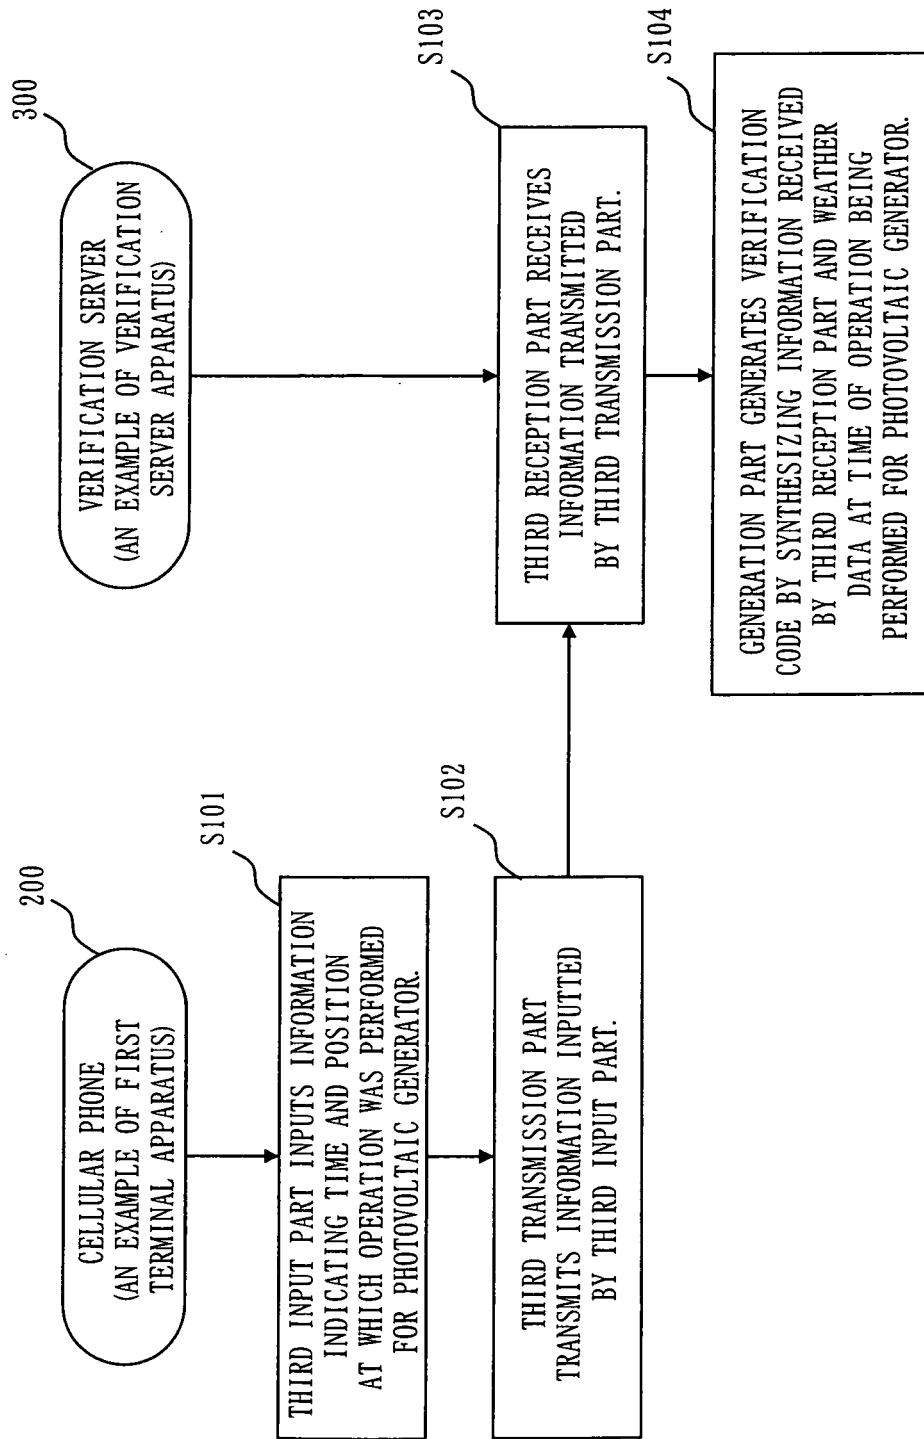 200
CELLULAR PHONE
(AN EXAMPLE OF FIRST
TERMINAL APPARATUS)
S101
THIRD INPUT PART INPUTS INFORMATION
INDICATING TIME AND POSITION
AT WHICH OPERATION WAS PERFORMED
FOR PHOTOVOLTAIC GENERATOR.
S102
THIRD TRANSMISSION PART
TRANSMITS INFORMATION INPUTTED
BY THIRD INPUT PART.
300
VERIFICATION SERVER
(AN EXAMPLE OF VERIFICATION
SERVER APPARATUS)
S103
THIRD RECEPTION PART RECEIVES
INFORMATION TRANSMITTED
BY THIRD TRANSMISSION PART.
S104
GENERATION PART GENERATES VERIFICATION
CODE BY SYNTHESIZING INFORMATION RECEIVED
BY THIRD RECEPTION PART AND WEATHER
DATA AT TIME OF OPERATION BEING
PERFORMED FOR PHOTOVOLTAIC GENERATOR.